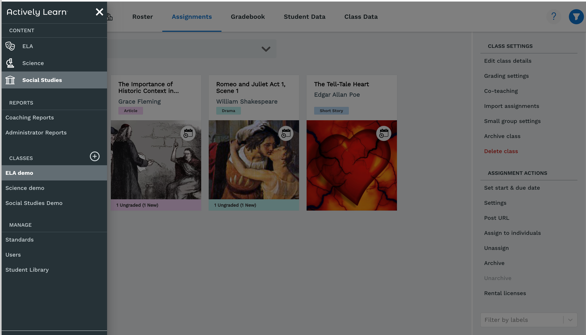 Actively Learn
CONTENT
ELA
Science
Social Studies
REPORTS
Coaching Reports
Administrator Reports
CLASSES
ELA demo
Science demo
Social Studies Demo
MANAGE
Standards
Users
Student Library
Roster
Assignments
Gradebook
Student Data
Class Data
?
The Importance of
Historic Context in...
Grace Fleming
Article
1 Ungraded (1 New)
Romeo and Juliet Act 1,
Scene 1
William Shakespeare
Drama
1 Ungraded (1 New)
The Tell-Tale Heart
Edgar Allan Poe
Short Story
CLASS SETTINGS
Edit class details
Grading settings
Co-teaching
Import assignments
Small group settings
Archive class
Delete class
ASSIGNMENT ACTIONS
Set start & due date
Settings
Post URL
Assign to individuals
Unassign
Archive
Unarchive
Rental licenses
Filter by labels